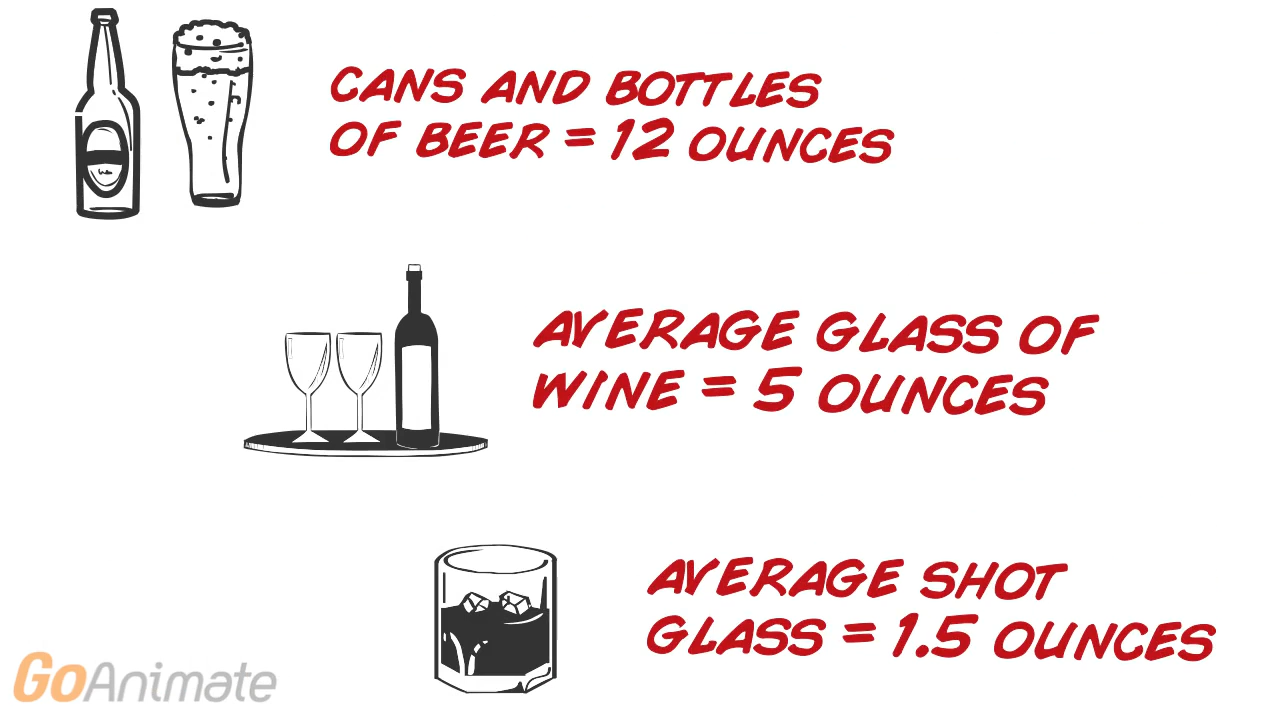 CANS AND BOTTLES
OF BEER = 12 OUNCES
AVERAGE GLASS OF
WINE = 5 OUNCES
AVERAGE SHOT
GLASS = 1.5 OUNCES
GoAnimate